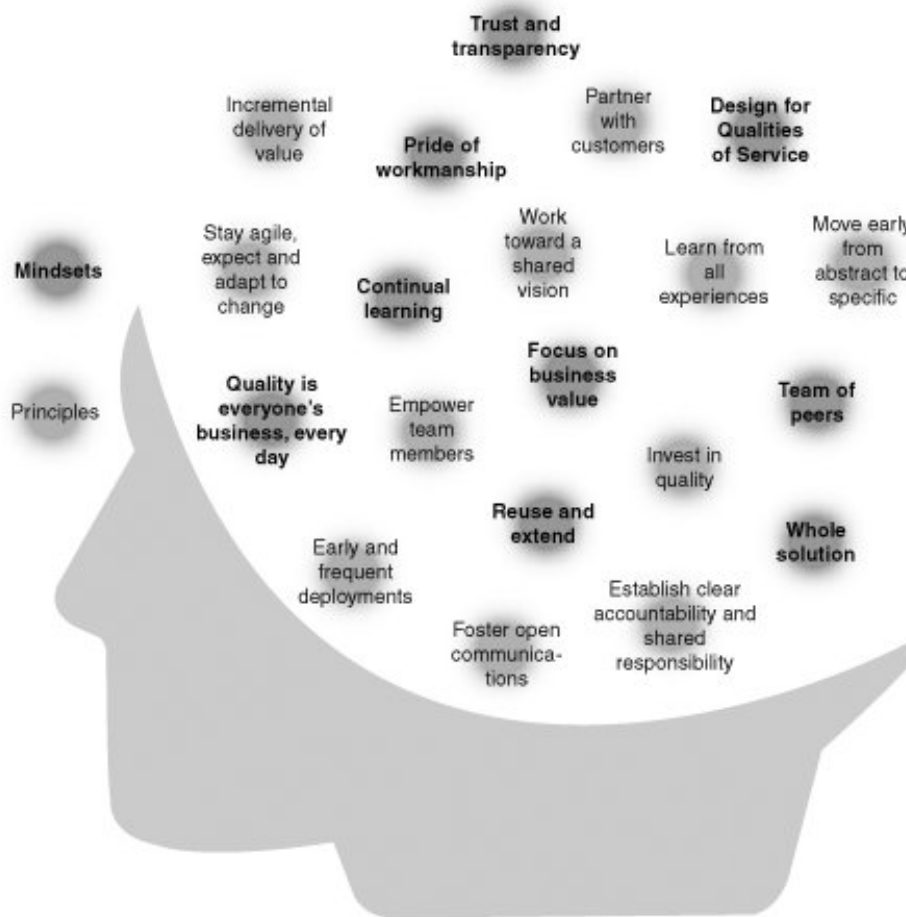 Trust and
transparency
Incremental
delivery of
value
Partner
with
customers
Design for
Qualities
of Service
Pride of
workmanship
Mindsets
Stay agile,
expect and
adapt to
change
Continual
learning
Work
toward a
shared
vision
Learn from
all
experiences
Move early
from
abstract to
specific
Principles
Quality is
everyone's
business, every
day
Empower
team
members
Focus on
business
value
Team of
peers
Invest in
quality
Reuse and
extend
Whole
solution
Early and
frequent
deployments
Foster open
communica-
tions
Establish clear
accountability and
shared
responsibility